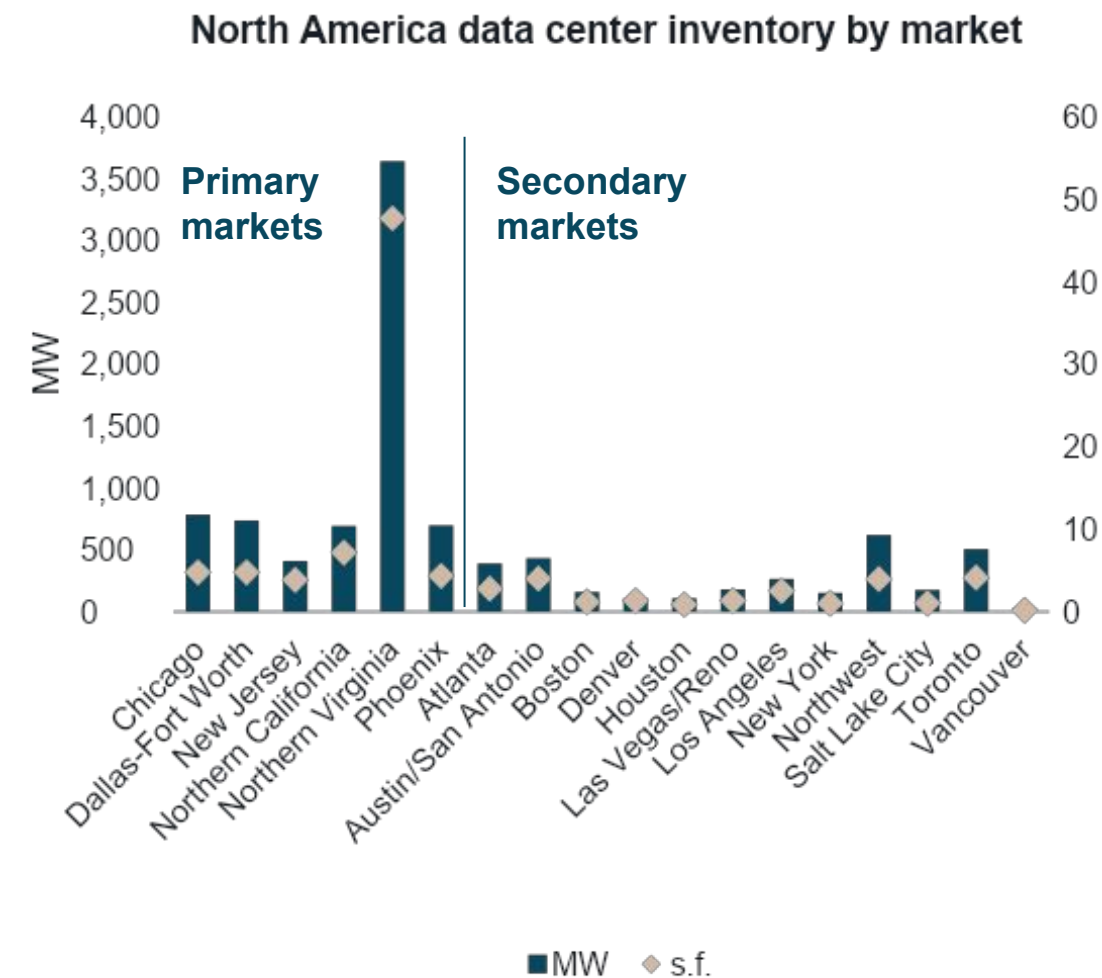 North America data center inventory by market
4,000
3,500
3,000
2,500
2,000
1,500
1,000
500
0
MW
Primary
markets
Secondary
markets
60
50
40
30
20
10
0
Chicago
Dallas-Fort Worth
New Jersey
Northern California
Northern Virginia
Phoenix
Atlanta
Austin/San Antonio
Boston
Denver
Houston
Las Vegas/Reno
Los Angeles
New York
Northwest
Salt Lake City
Toronto
Vancouver
MW s.f.